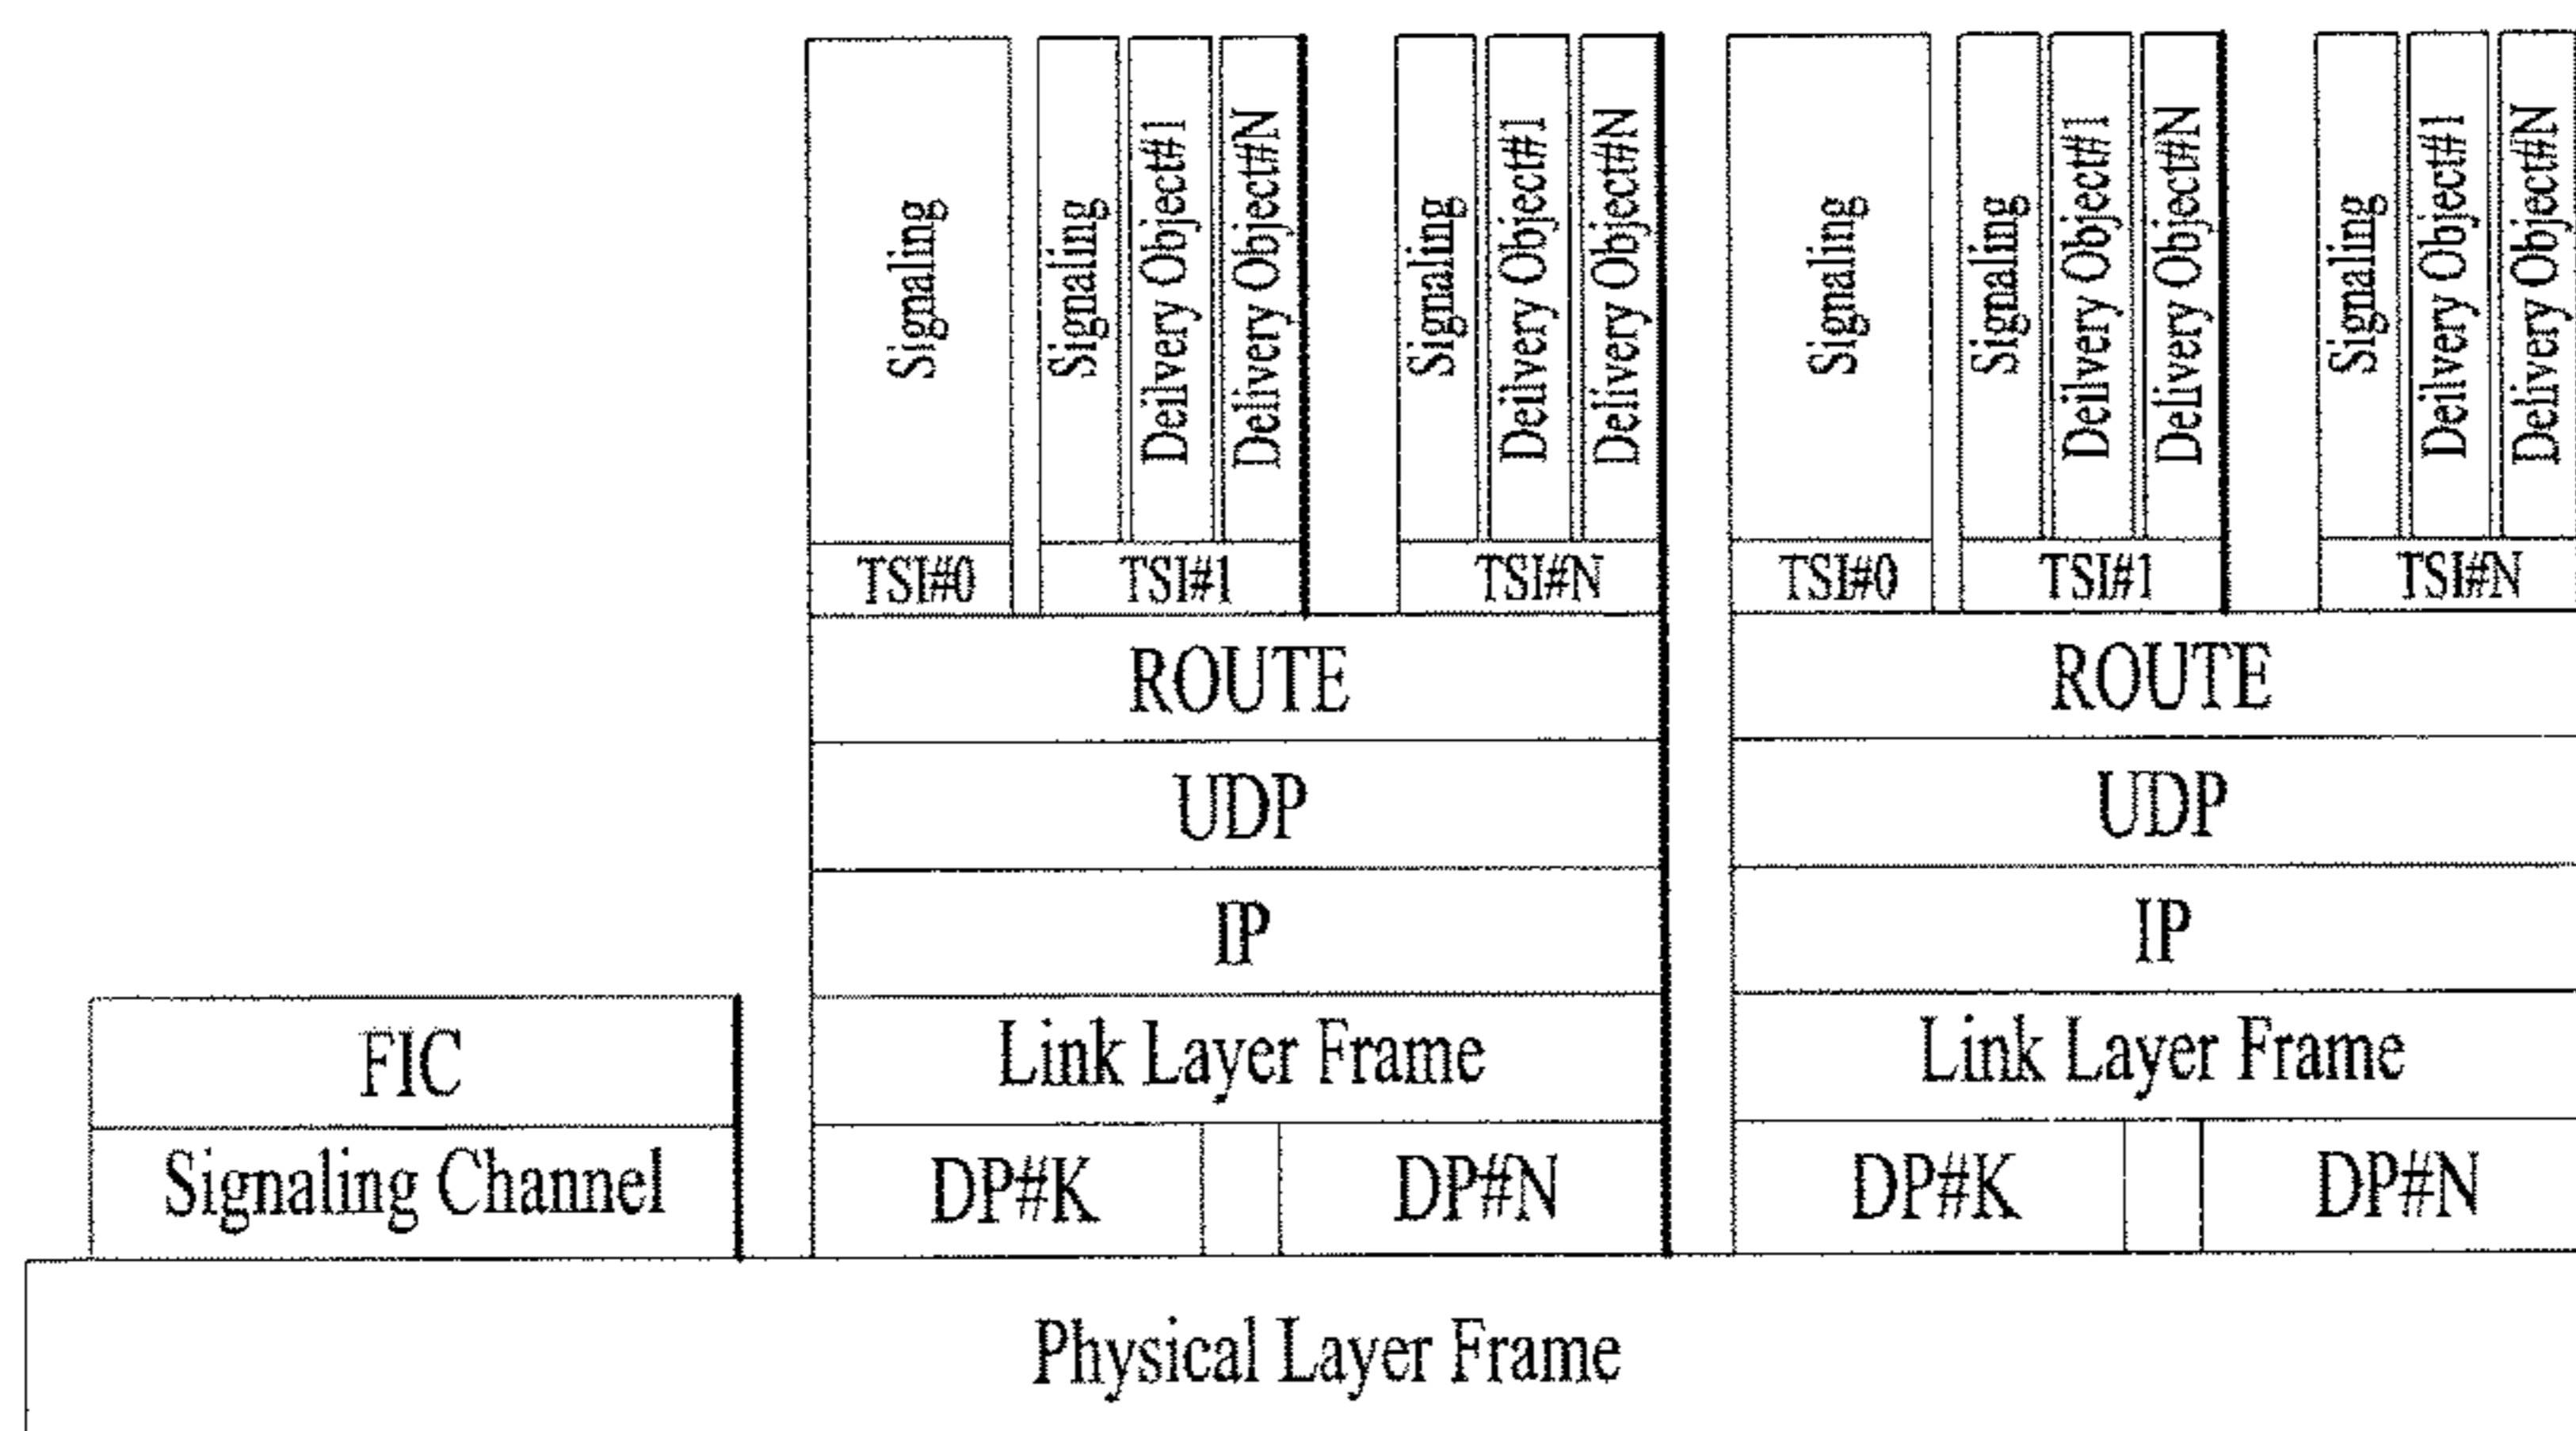 Signaling
Signaling
Deilvery Object#1
Delivery Object#N
Signaling
Deilvery Object#1
Delivery Object#N
Signaling
Signaling
Deilvery Object#1
Delivery Object#N
Signaling
Deilvery Object#1
Delivery Object#N
TSI#0 TSI#1 TSI#N TSI#0 TSI#1 TSI#N
ROUTE ROUTE
UDP UDP
IP IP
FIC Link Layer Frame Link Layer Frame
Signaling Channel DP#K DP#N DP#K DP#N
Physical Layer Frame